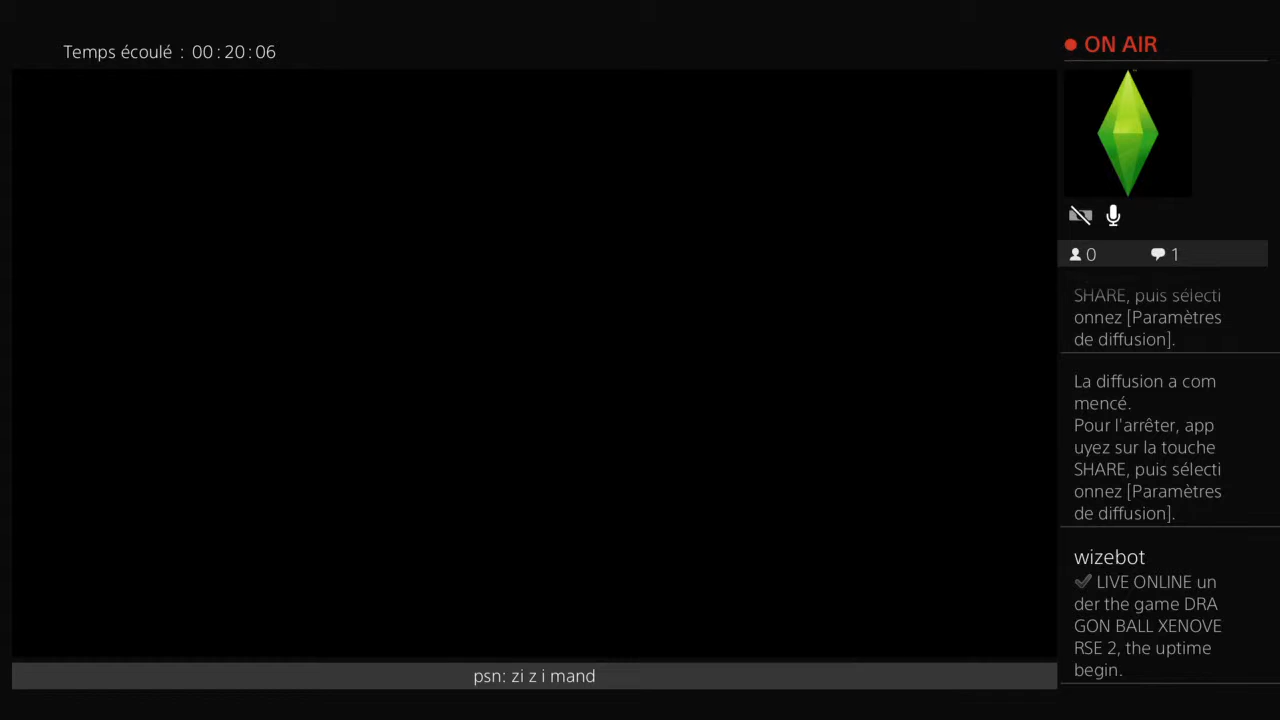 Temps écoulé : 00:20:06
ON AIR
0
1
SHARE, puis sélecti
onnez [Paramètres
de diffusion].
La diffusion a com
mencé.
Pour l'arrêter, app
uyez sur la touche
SHARE, puis sélecti
onnez [Paramètres
de diffusion].
wizebot
✔ LIVE ONLINE un
der the game DRA
GON BALL XENOVE
RSE 2, the uptime
begin.
psn: zi z i mand